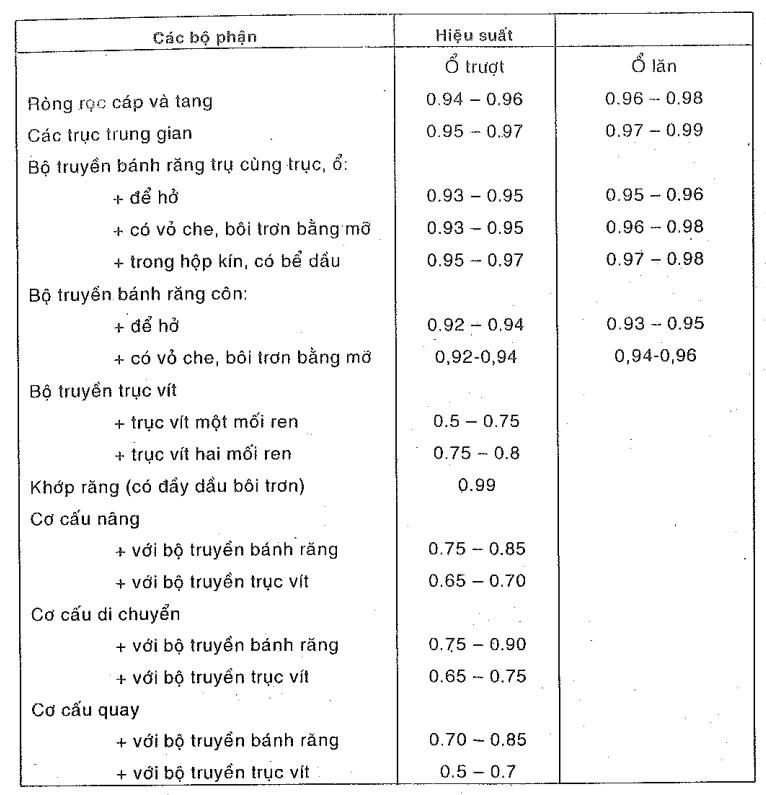 Các bộ phận Hiệu suất
Ổ trượt Ổ lăn
Ròng rọc cáp và tang 0.94 – 0.96 0.96 – 0.98
Các trục trung gian 0.95 – 0.97 0.97 – 0.99
Bộ truyền bánh răng trụ cùng trục, ổ:
+ để hở 0.93 – 0.95 0.95 – 0.96
+ có vỏ che, bôi trơn bằng mỡ 0.93 – 0.95 0.96 – 0.98
+ trong hộp kín, có bể dầu 0.95 – 0.97 0.97 – 0.98
Bộ truyền bánh răng côn:
+ để hở 0.92 – 0.94 0.93 – 0.95
+ có vỏ che, bôi trơn bằng mỡ 0,92-0,94 0,94-0,96
Bộ truyền trục vít
+ trục vít một mối ren 0.5 – 0.75
+ trục vít hai mối ren 0.75 – 0.8
Khớp răng (có đầy dầu bôi trơn) 0.99
Cơ cấu nâng
+ với bộ truyền bánh răng 0.75 – 0.85
+ với bộ truyền trục vít 0.65 – 0.70
Cơ cấu di chuyển
+ với bộ truyền bánh răng 0.75 – 0.90
+ với bộ truyền trục vít 0.65 – 0.75
Cơ cấu quay
+ với bộ truyền bánh răng 0.70 – 0.85
+ với bộ truyền trục vít 0.5 – 0.7